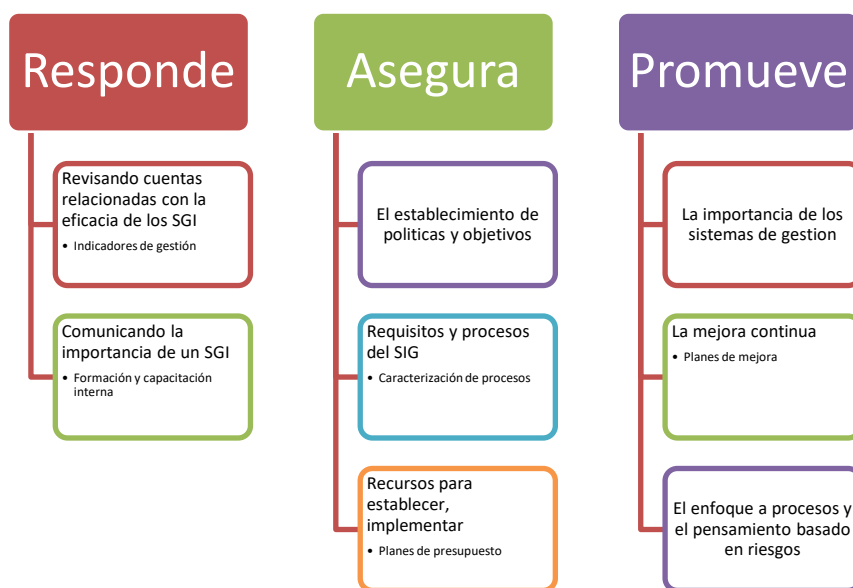 Responde
Revisando cuentas
relacionadas con la
eficacia de los SGI
• Indicadores de gestión
Comunicando la
importancia de un SGI
• Formación y capacitación
interna
Asegura
El establecimiento de
politicas y objetivos
Requisitos y procesos
del SIG
• Caracterización de procesos
Recursos para
establecer,
implementar
• Planes de presupuesto
Promueve
La importancia de los
sistemas de gestion
La mejora continua
• Planes de mejora
El enfoque a procesos y
el pensamiento basado
en riesgos